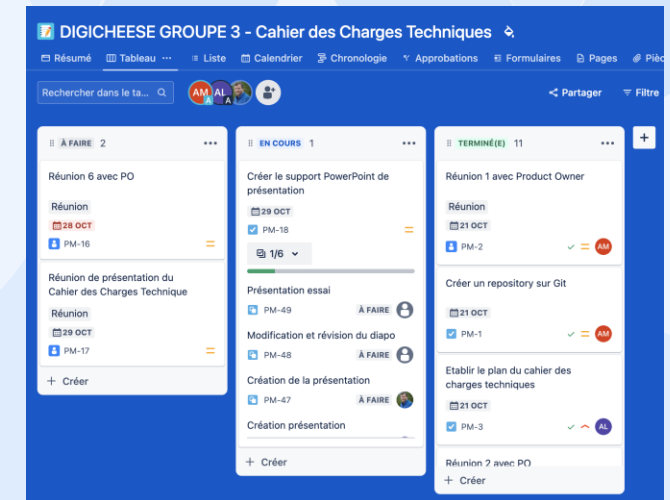 DIGICHEESE GROUPE 3 - Cahier des Charges Techniques
Résumé Tableau Liste Calendrier Chronologie Approbations Formulaires Pages Pièc
Rechercher dans le ta... AM A AL A Partager Filtre
À FAIRE 2
Réunion 6 avec PO
Réunion
28 OCT
PM-16
Réunion de présentation du
Cahier des Charges Technique
Réunion
29 OCT
PM-17
+ Créer
EN COURS 1
Créer le support PowerPoint de
présentation
29 OCT
PM-18
1/6
Présentation essai
PM-49 À FAIRE
Modification et révision du diapo
PM-48 À FAIRE
Création de la présentation
PM-47 À FAIRE
Création présentation
+ Créer
TERMINÉ(E) 11
Réunion 1 avec Product Owner
Réunion
21 OCT
PM-2 AM
Créer un repository sur Git
21 OCT
PM-1 AM
Etablir le plan du cahier des
charges techniques
21 OCT
PM-3 AL
Réunion 2 avec PO
+ Créer